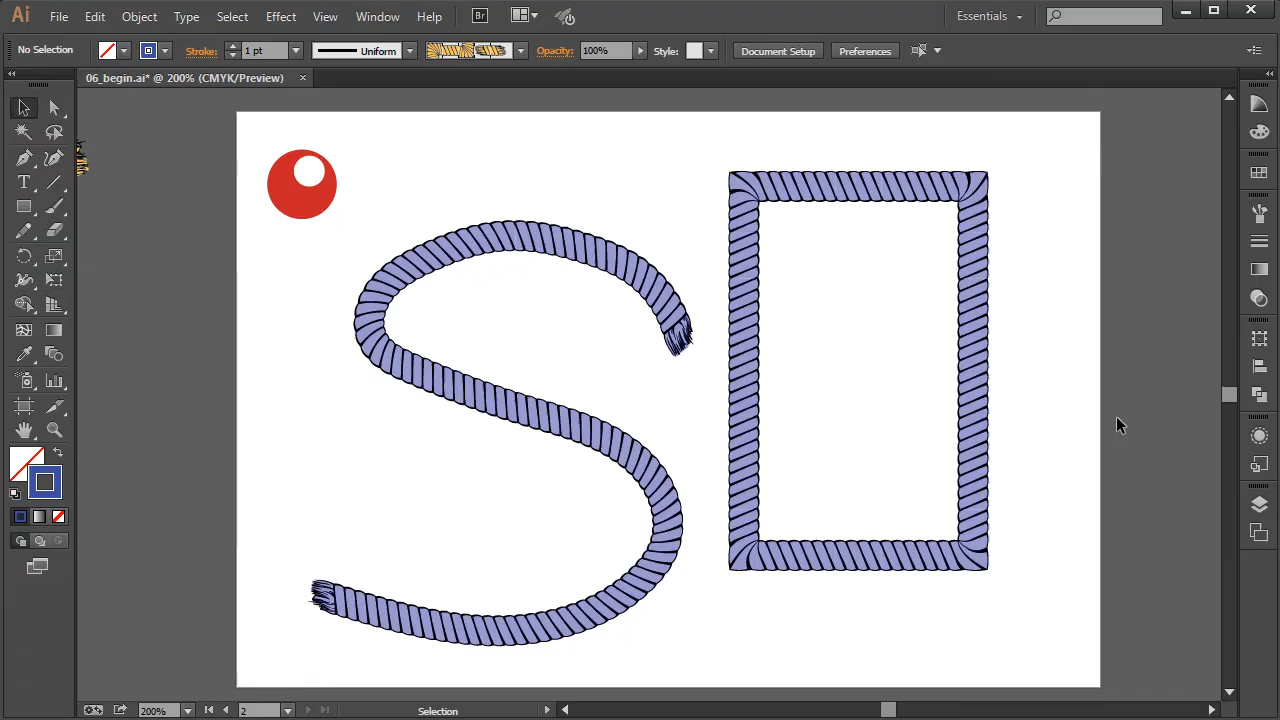 Ai File Edit Object Type Select Effect View Window Help Br Essentials
No Selection Stroke: 1 pt Uniform Opacity: 100% Style: Document Setup Preferences
06_begin.ai* @ 200% (CMYK/Preview) ×
T
200% 2 Selection